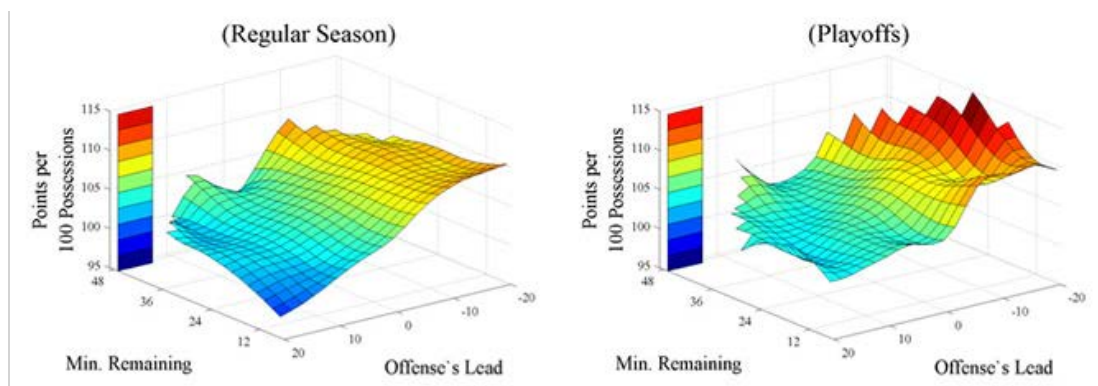 (Regular Season)
115
110
105
100
95
Points per
100 Possessions
48
36
24
12
Min. Remaining
20
10
0
-10
-20
Offense`s Lead
(Playoffs)
115
110
105
100
95
Points per
100 Possessions
48
36
24
12
Min. Remaining
20
10
0
-10
-20
Offense`s Lead